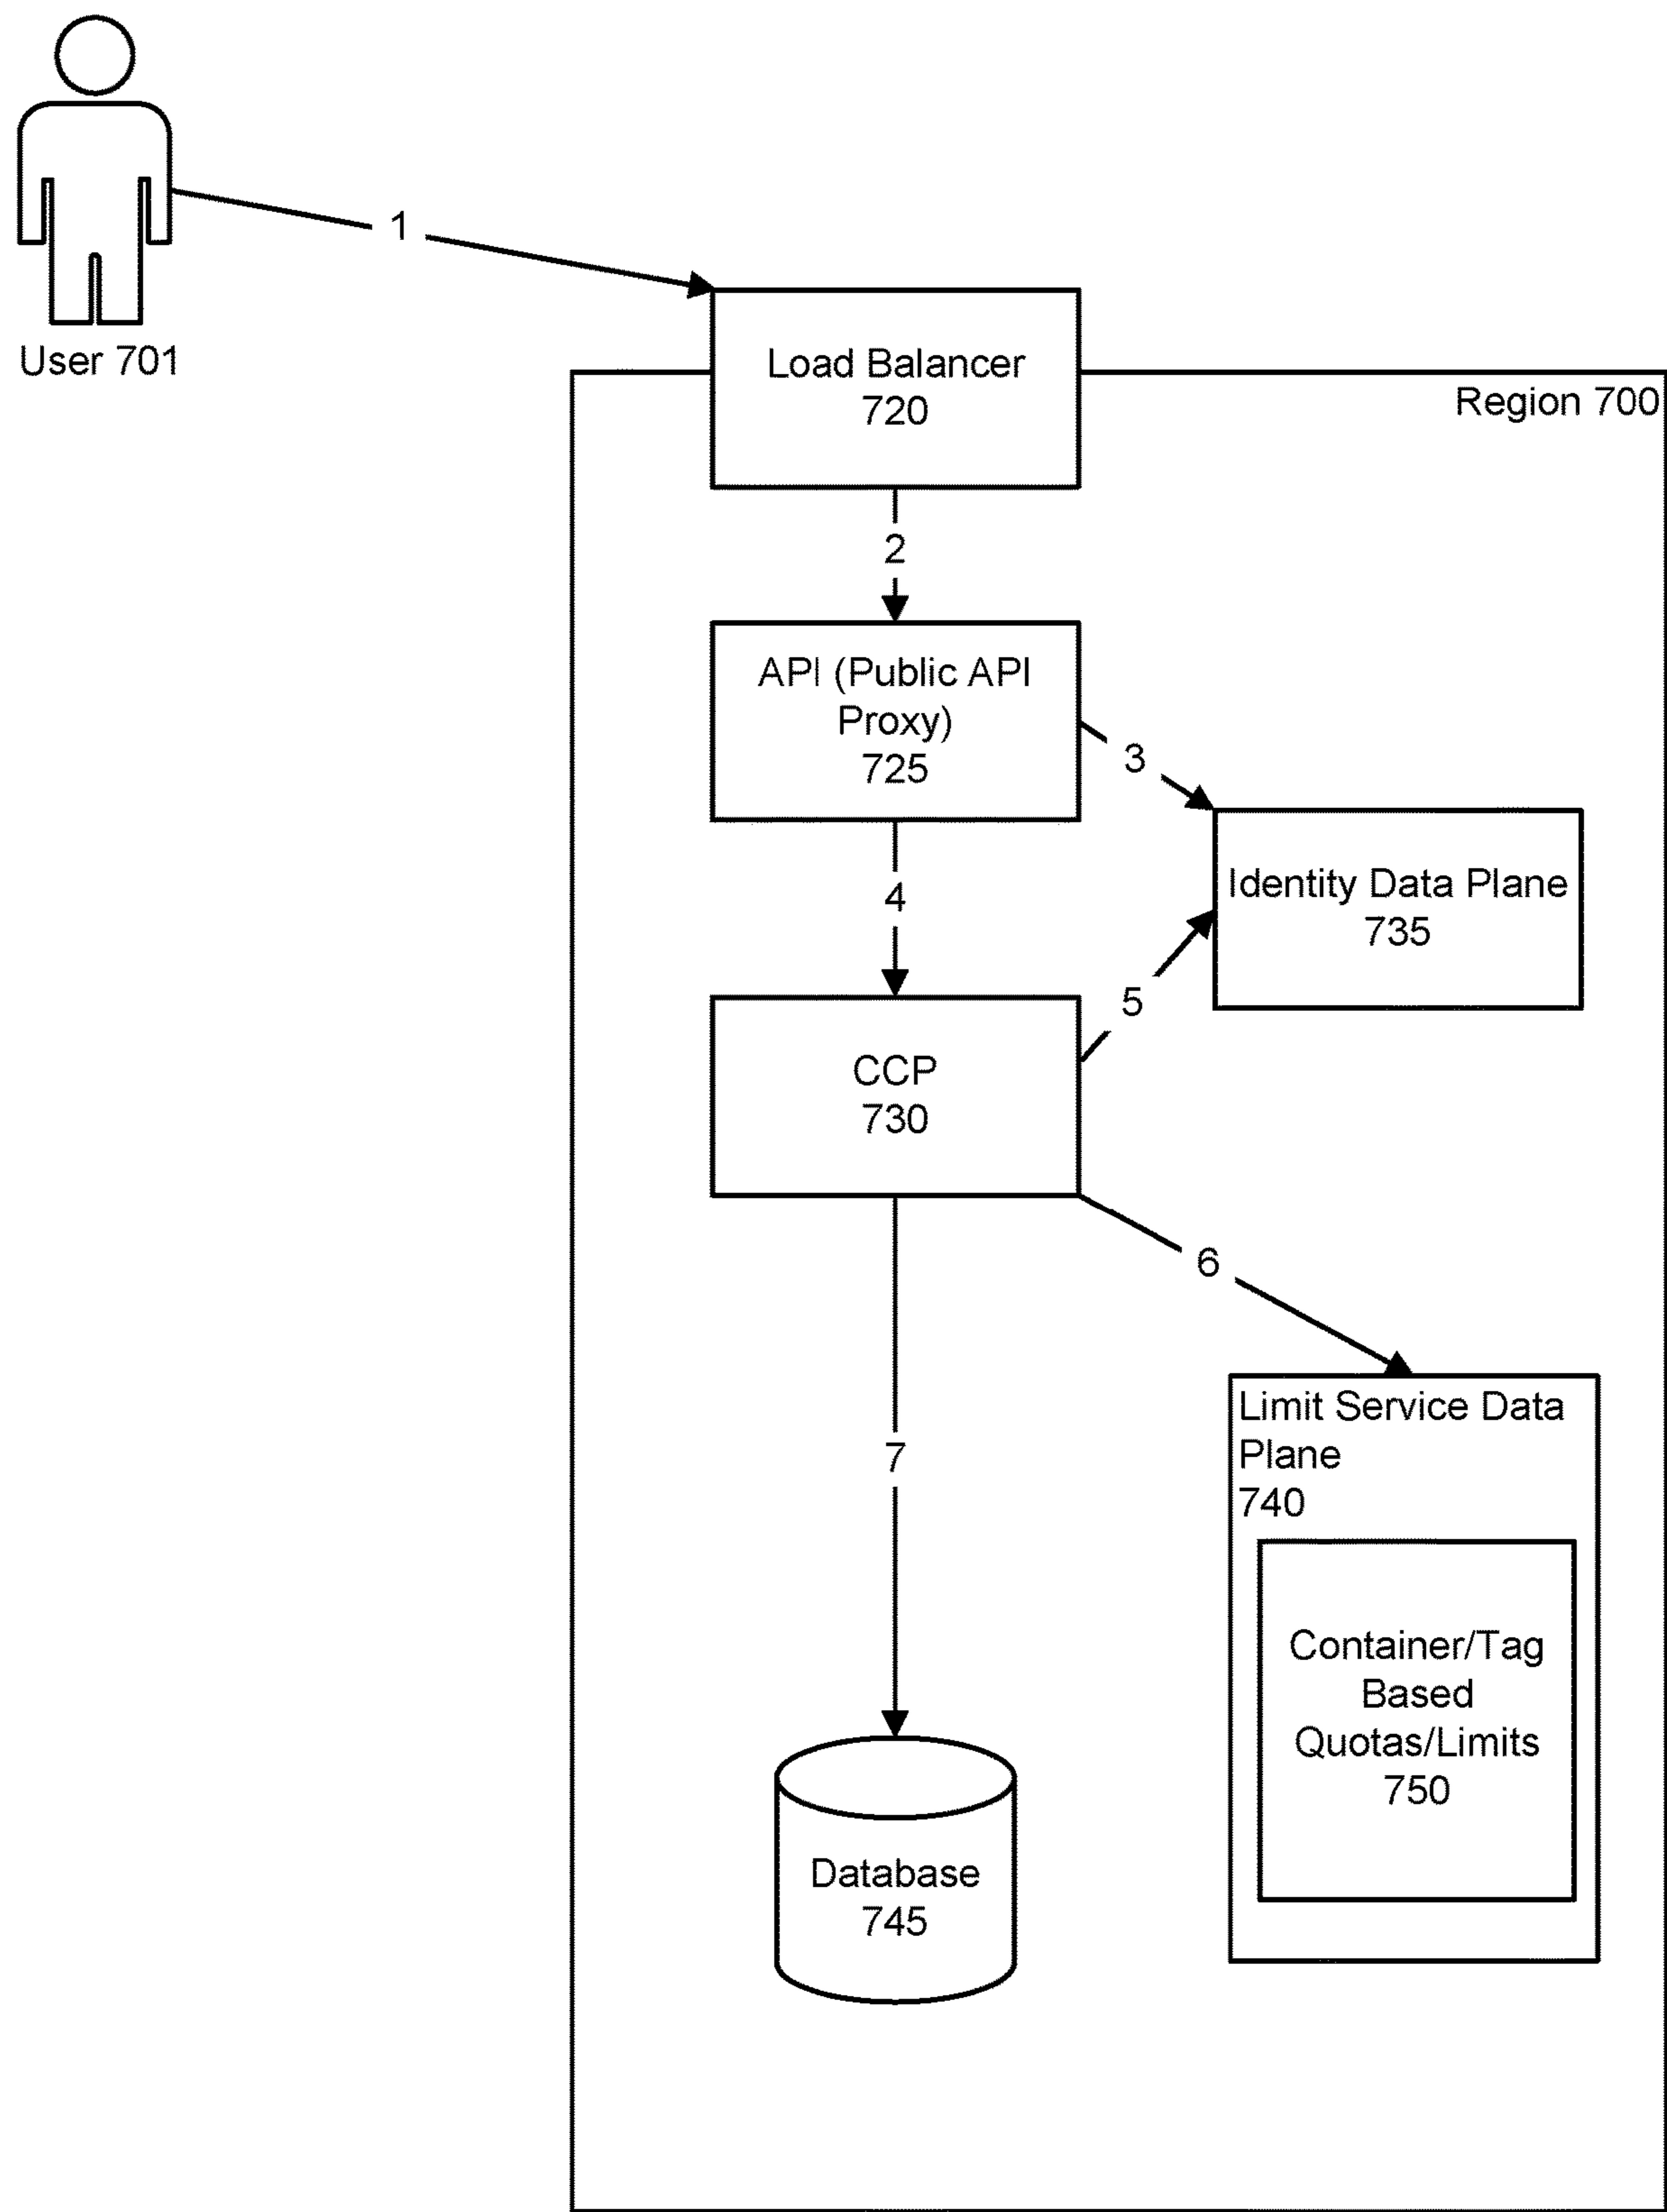 User 701
1
Load Balancer
720
Region 700
2
API (Public API
Proxy)
725
3
Identity Data Plane
735
4
5
CCP
730
6
7
Limit Service Data
Plane
740
Container/Tag
Based
Quotas/Limits
750
Database
745